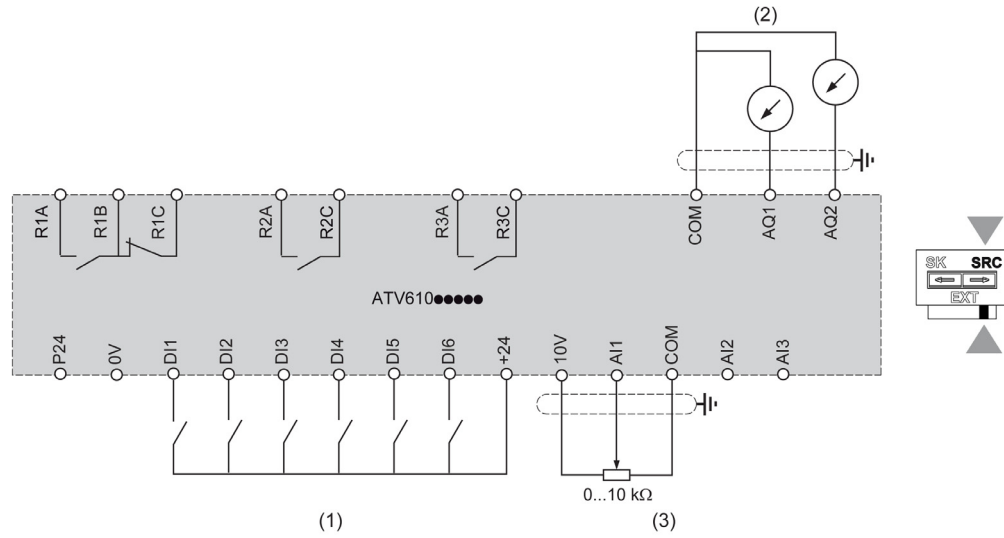 (2)
R1A R1B R1C R2A R2C R3A R3C COM AQ1 AQ2
SK SRC
EXT
ATV610●●●●●
P24 0V DI1 DI2 DI3 DI4 DI5 DI6 +24 10V AI1 COM AI2 AI3
0...10 kΩ
(1) (3)